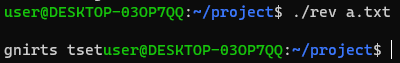 user@DESKTOP-03OP7QQ:~/project$ ./rev a.txt
gnirts tsetuser@DESKTOP-03OP7QQ:~/project$